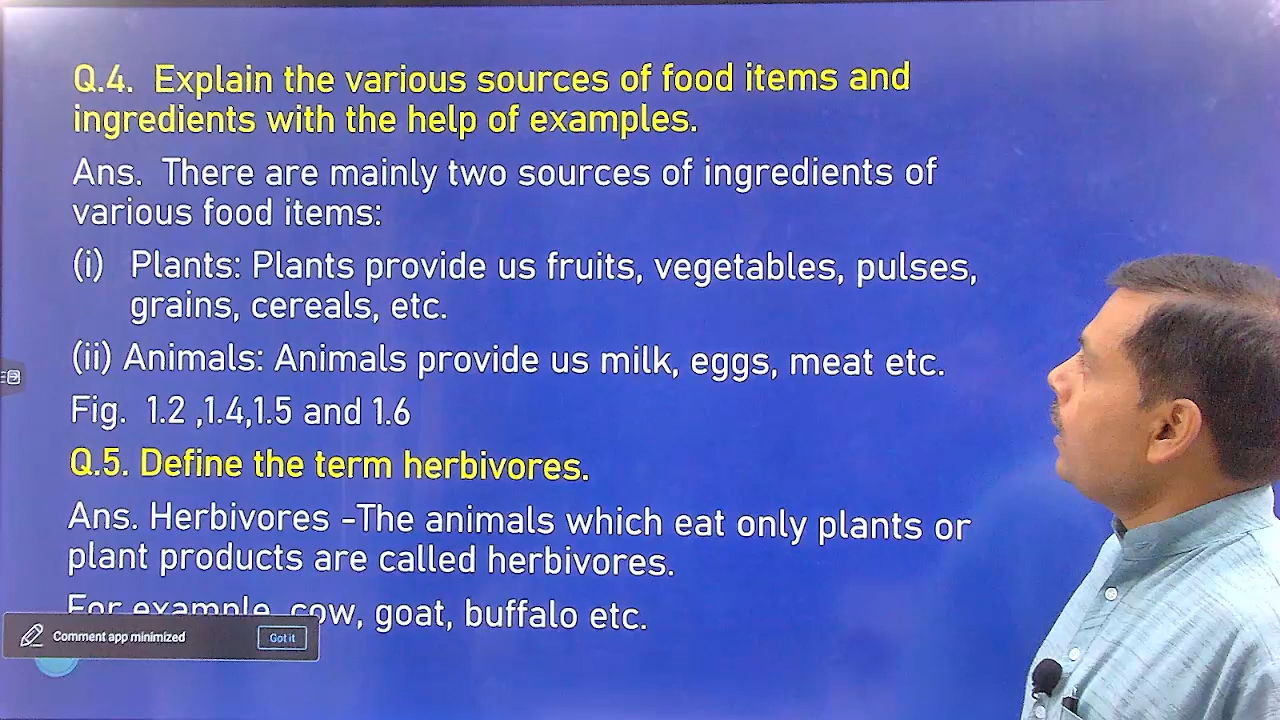 Q.4. Explain the various sources of food items and
ingredients with the help of examples.
Ans. There are mainly two sources of ingredients of
various food items:
(i) Plants: Plants provide us fruits, vegetables, pulses,
grains, cereals, etc.
(ii) Animals: Animals provide us milk, eggs, meat etc.
Fig. 1.2 ,1.4,1.5 and 1.6
Q.5. Define the term herbivores.
Ans. Herbivores -The animals which eat only plants or
plant products are called herbivores.
For example, cow, goat, buffalo etc.
Comment app minimized Got it